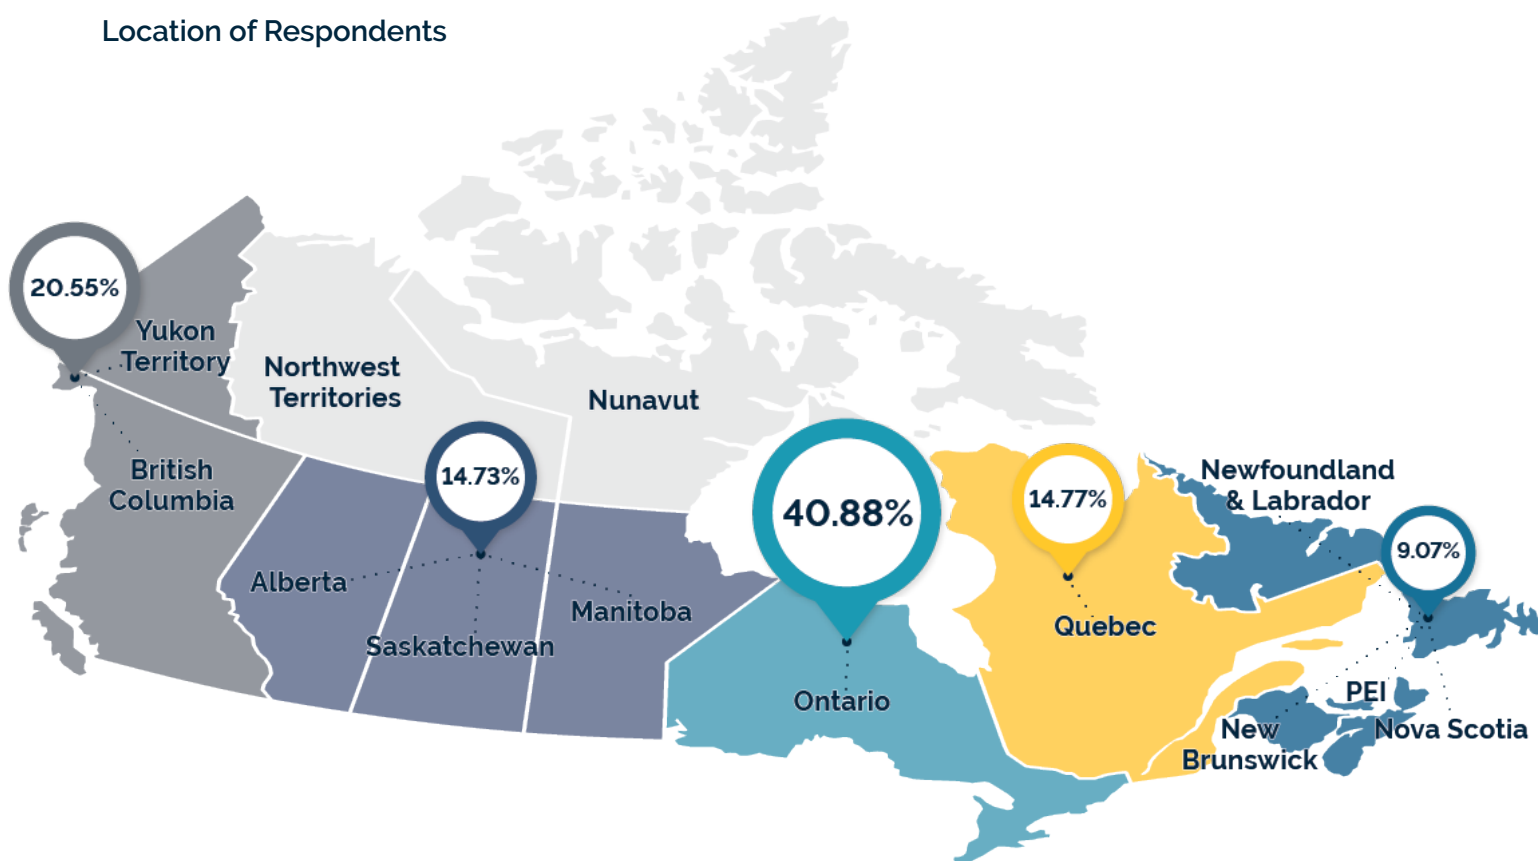 Location of Respondents
20.55%
Yukon
Territory
Northwest
Territories
Nunavut
British
Columbia
14.73%
Alberta
Saskatchewan
Manitoba
40.88%
Ontario
14.77%
Quebec
Newfoundland
& Labrador
9.07%
PEI
New
Brunswick
Nova Scotia